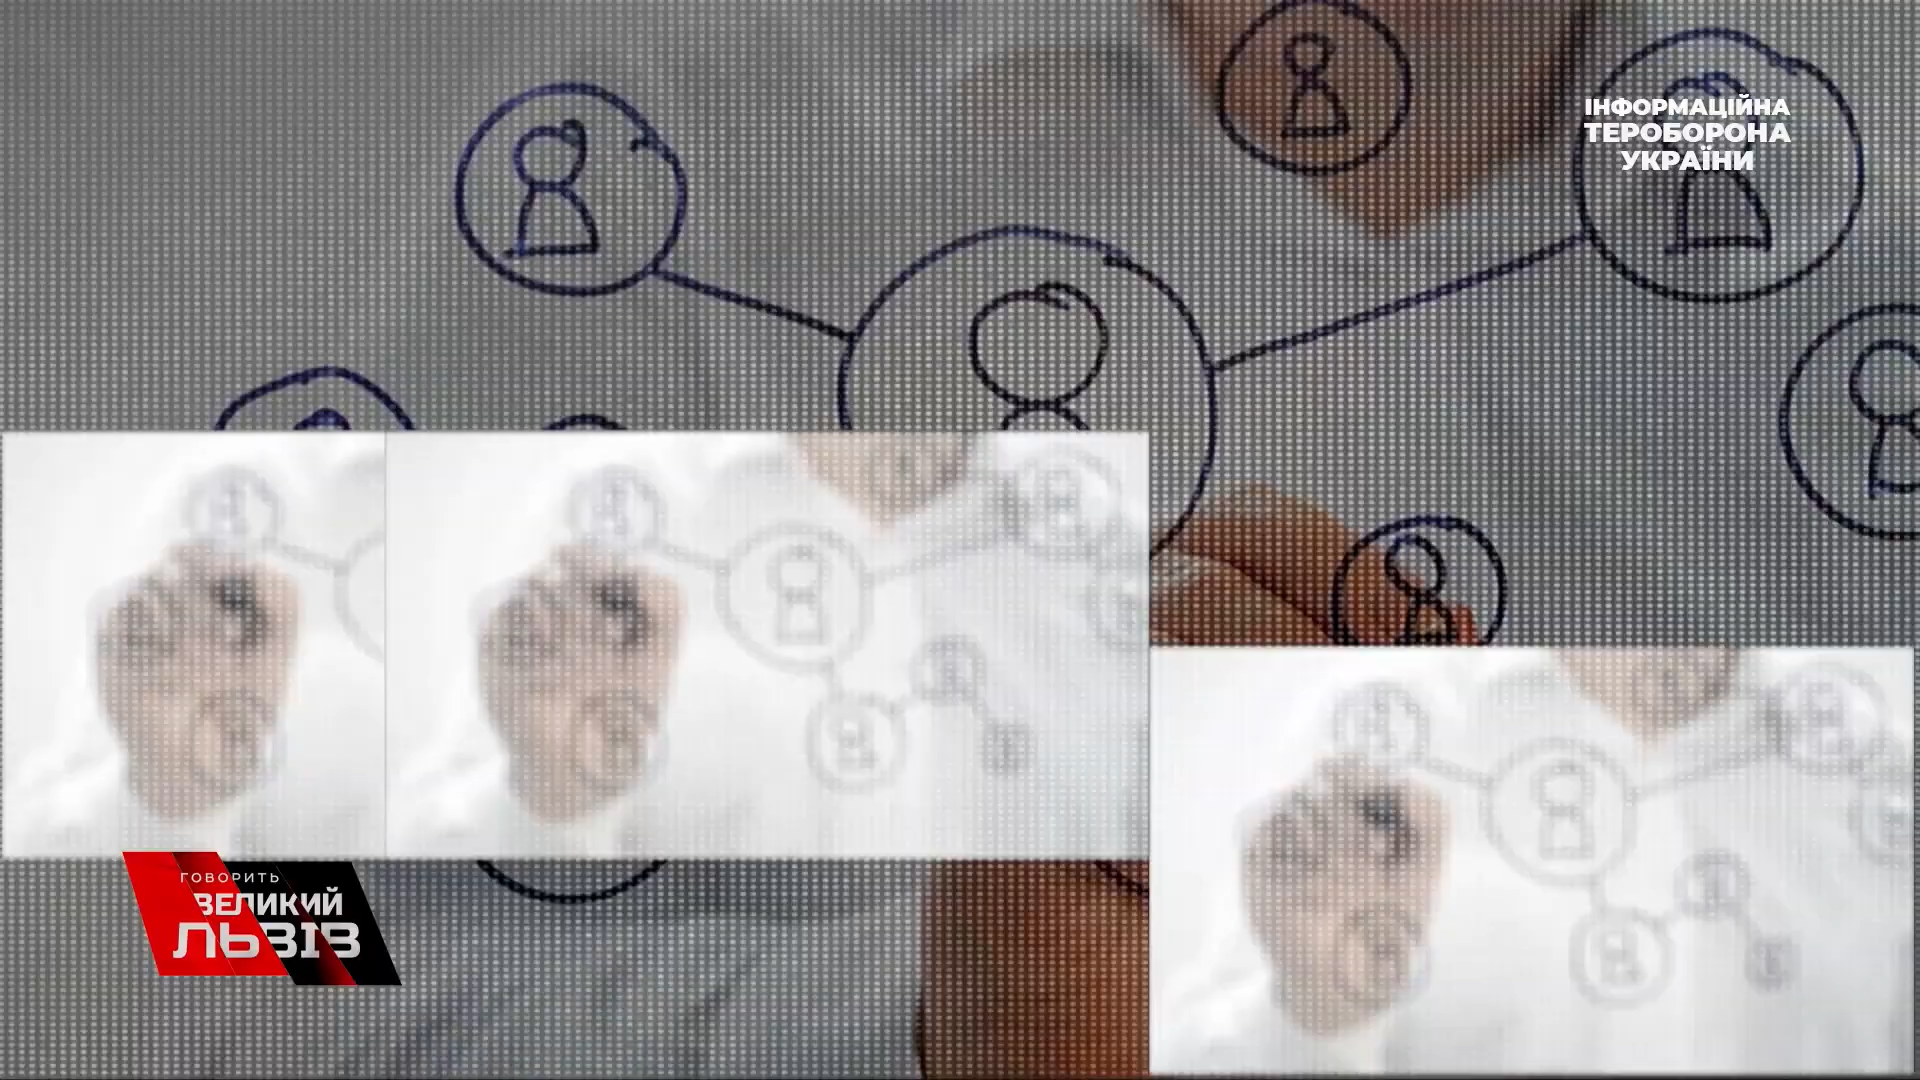 ІНФОРМАЦІЙНА
ТЕРОБОРОНА
УКРАЇНИ
ГОВОРИТЬ
ВЕЛИКИЙ
ЛЬВІВ